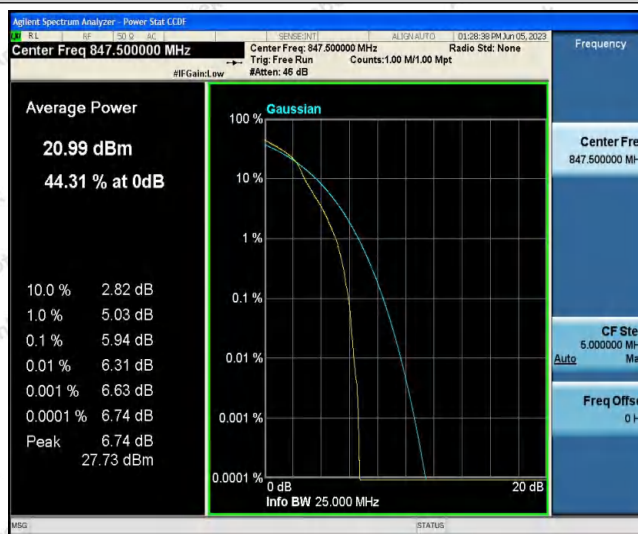 Agilent Spectrum Analyzer - Power Stat CCDF
RL RF 50 Ω AC SENSE:INT ALIGN AUTO 01:28:38 PM Jun 05, 2023
Center Freq 847.500000 MHz
Center Freq: 847.500000 MHz Radio Std: None
Trig: Free Run Counts:1.00 M/1.00 Mpt
#IFGain:Low #Atten: 46 dB
Frequency
Average Power
20.99 dBm
44.31 % at 0dB
10.0 % 2.82 dB
1.0 % 5.03 dB
0.1 % 5.94 dB
0.01 % 6.31 dB
0.001 % 6.63 dB
0.0001 % 6.74 dB
Peak 6.74 dB
27.73 dBm
Gaussian
100 %
10 %
1 %
0.1 %
0.01 %
0.001 %
0.0001 %
0 dB 20 dB
Info BW 25.000 MHz
Center Fre
847.500000 MH
CF Ste
5.000000 MH
Auto Ma
Freq Offse
0 H
MSG STATUS